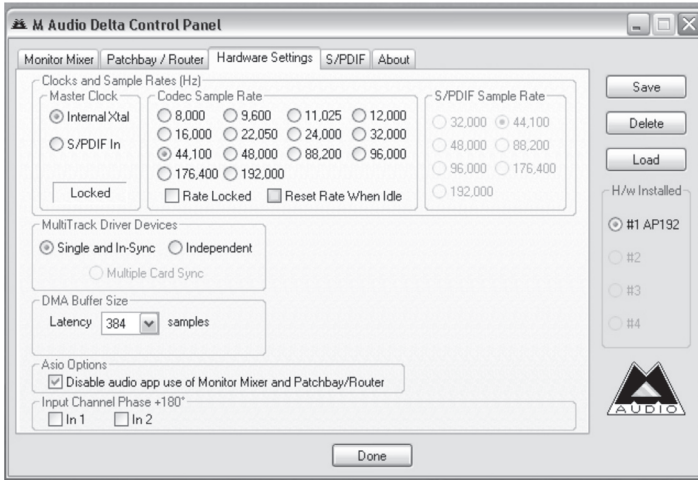 M Audio Delta Control Panel
Monitor Mixer Patchbay / Router Hardware Settings S/PDIF About
Clocks and Sample Rates (Hz)
Master Clock
Internal Xtal
S/PDIF In
Locked
Codec Sample Rate
8,000 9,600 11,025 12,000
16,000 22,050 24,000 32,000
44,100 48,000 88,200 96,000
176,400 192,000
Rate Locked Reset Rate When Idle
S/PDIF Sample Rate
32,000 44,100
48,000 88,200
96,000 176,400
192,000
MultiTrack Driver Devices
Single and In-Sync Independent
Multiple Card Sync
DMA Buffer Size
Latency 384 samples
Asio Options
Disable audio app use of Monitor Mixer and Patchbay/Router
Input Channel Phase +180°
In 1 In 2
Save
Delete
Load
H/w Installed
#1 AP192
#2
#3
#4
M AUDIO
Done